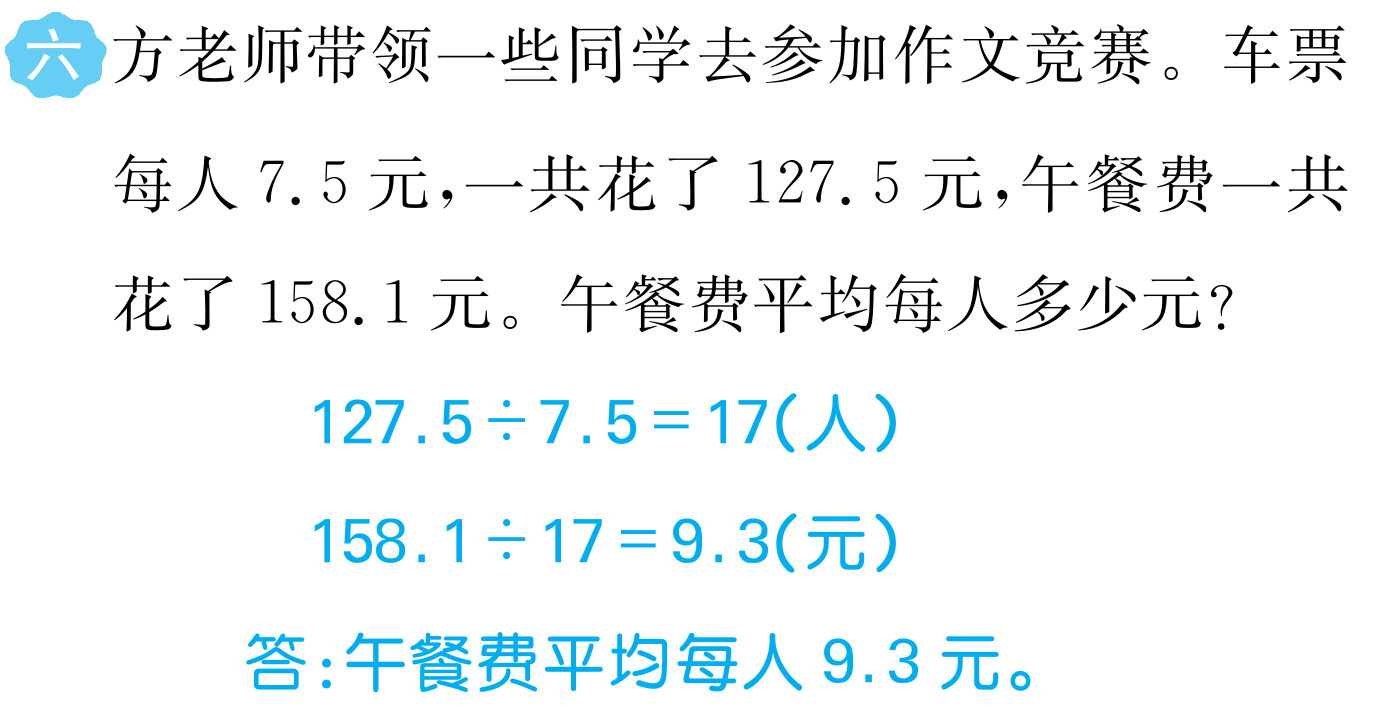 六 方老师带领一些同学去参加作文竞赛。车票
每人 7.5 元,一共花了 127.5 元,午餐费一共
花了 158.1 元。午餐费平均每人多少元?
127.5÷7.5=17(人)
158.1÷17=9.3(元)
答:午餐费平均每人 9.3 元。